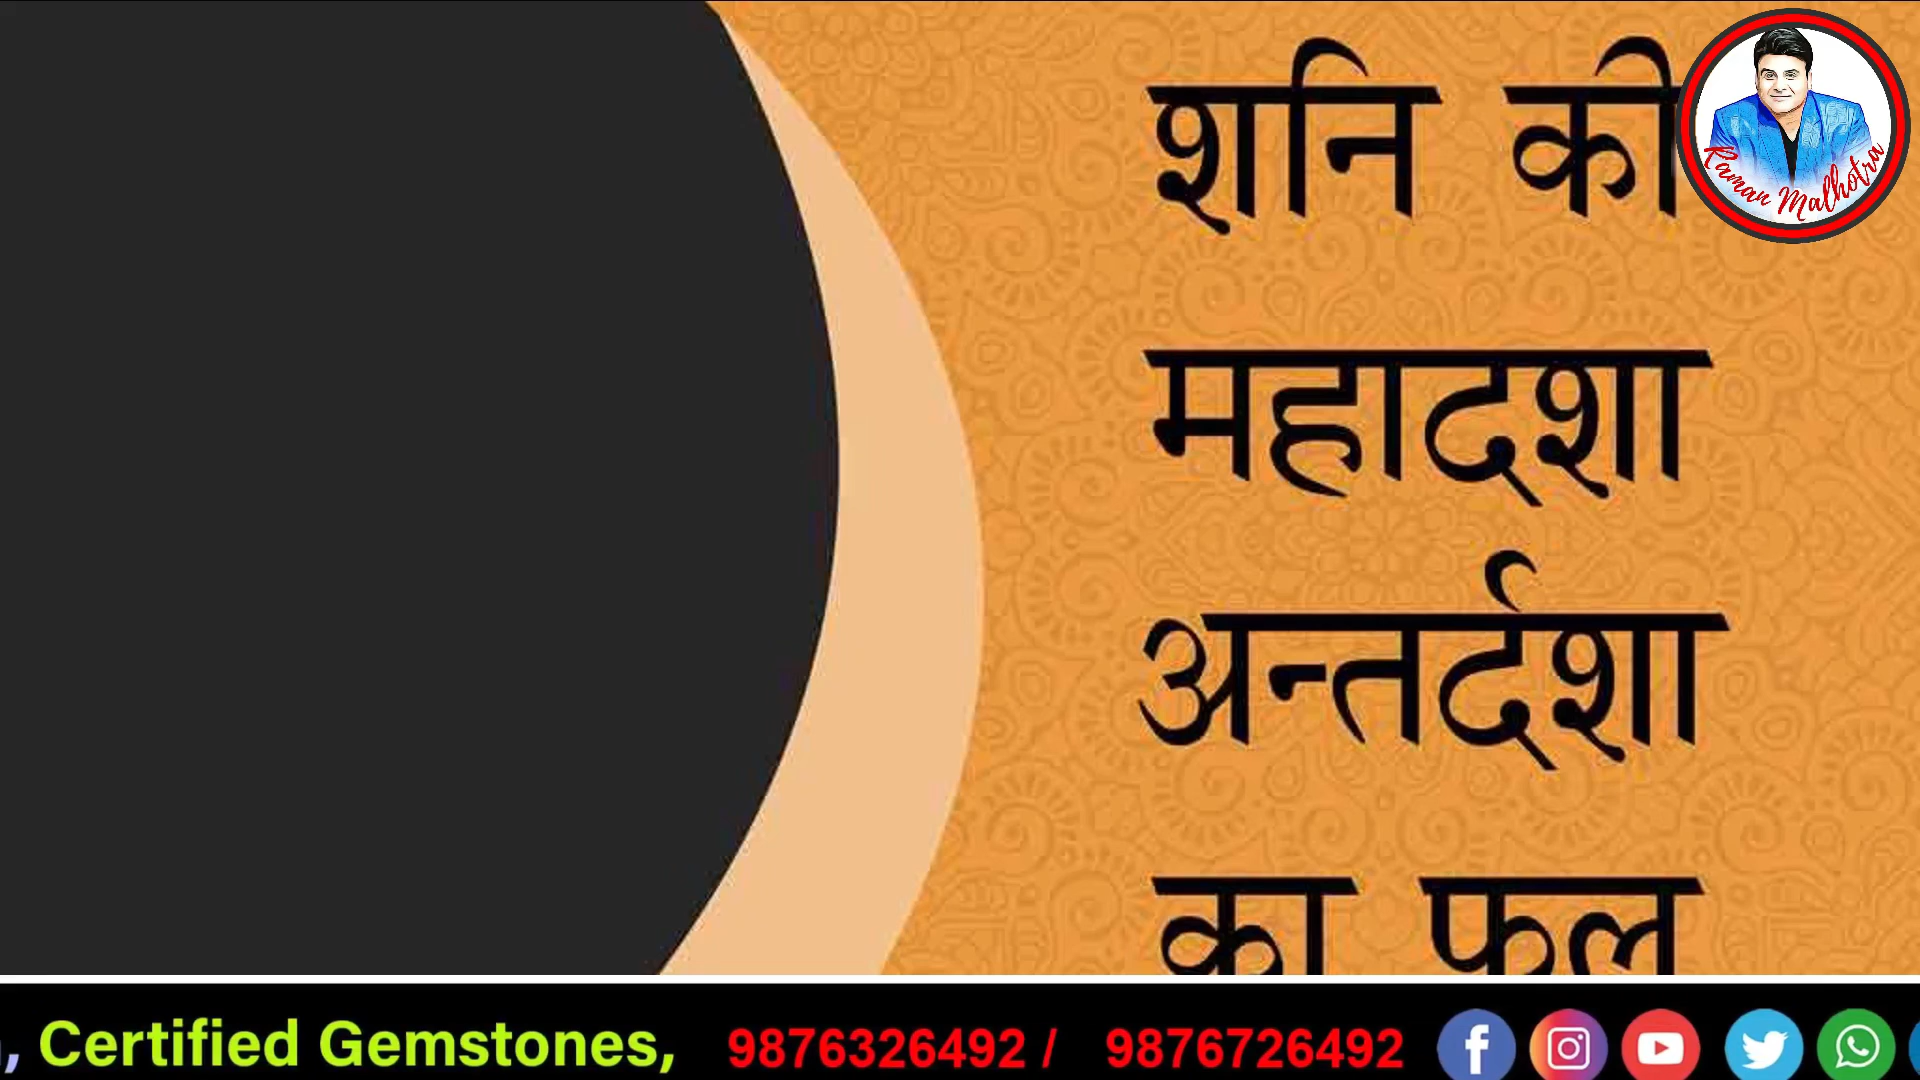 शनि की
Raman Malhotra
महादशा
अन्तर्दशा
का फल
, Certified Gemstones, 9876326492 / 9876726492